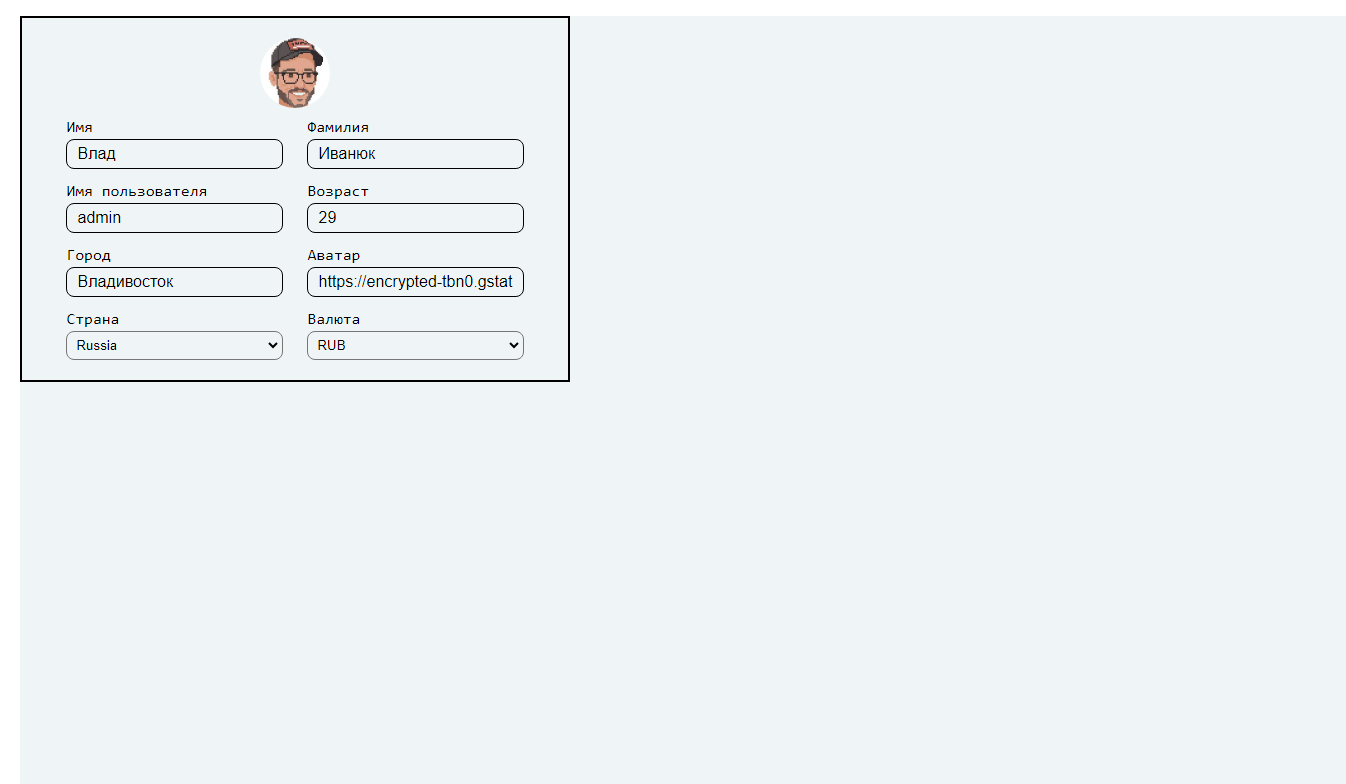 Имя Фамилия
Влад Иванюк
Имя пользователя Возраст
admin 29
Город Аватар
Владивосток https://encrypted-tbn0.gstat
Страна Валюта
Russia RUB